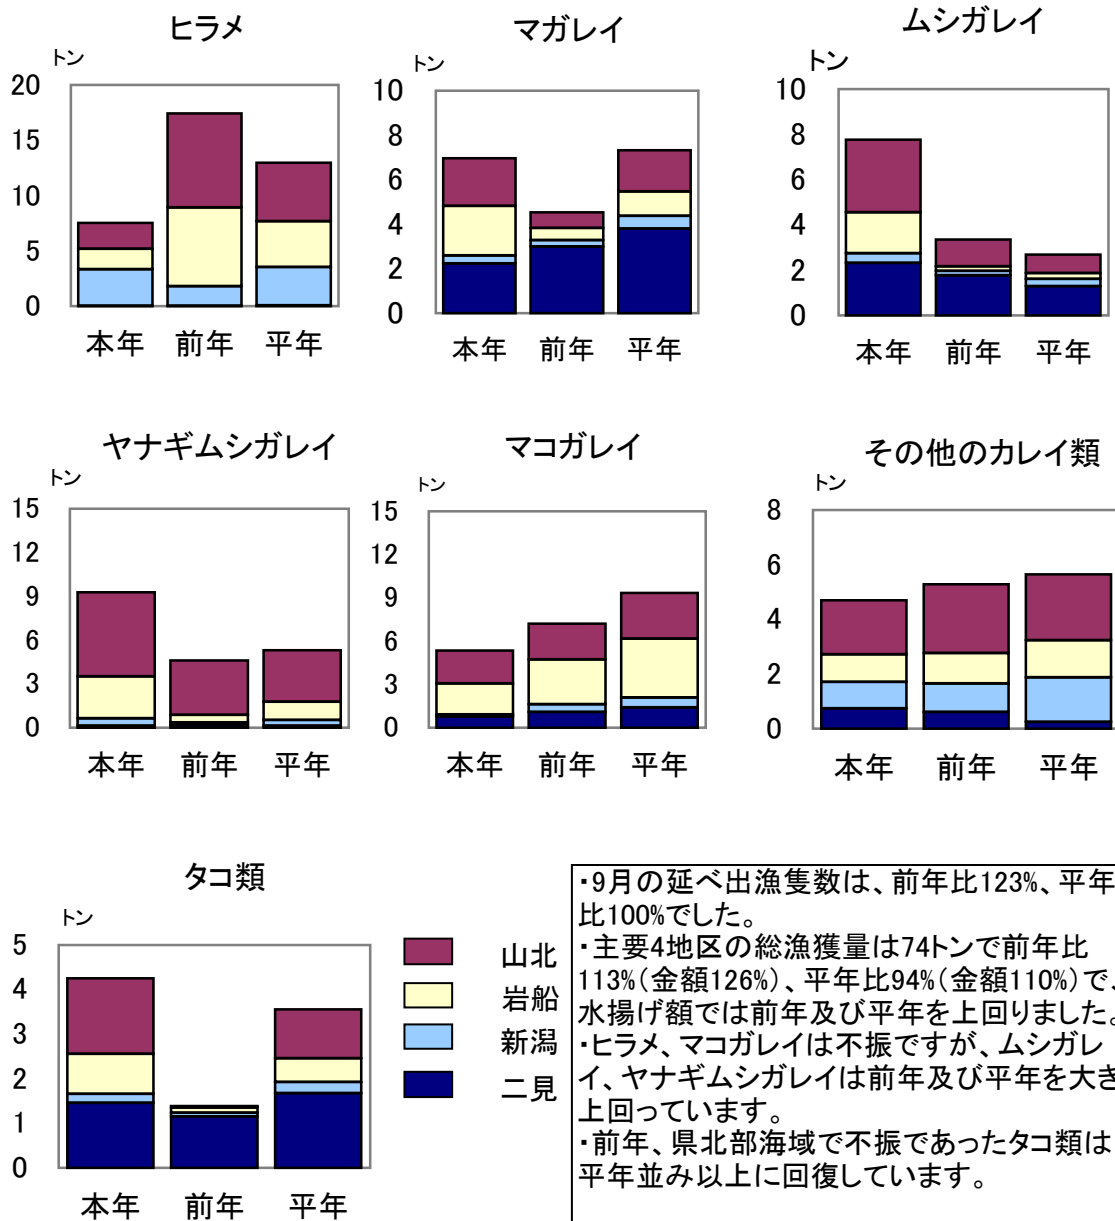 ヒラメ
トン
20
15
10
5
0
本年 前年 平年
マガレイ
トン
10
8
6
4
2
0
本年 前年 平年
ムシガレイ
トン
10
8
6
4
2
0
本年 前年 平年
ヤナギムシガレイ
トン
15
12
9
6
3
0
本年 前年 平年
マコガレイ
トン
15
12
9
6
3
0
本年 前年 平年
その他のカレイ類
トン
8
6
4
2
0
本年 前年 平年
タコ類
トン
5
4
3
2
1
0
本年 前年 平年
山北
岩船
新潟
二見
・9月の延べ出漁隻数は、前年比123%、平年
比100%でした。
・主要4地区の総漁獲量は74トンで前年比
113%(金額126%)、平年比94%(金額110%)で、
水揚げ額では前年及び平年を上回りました。
・ヒラメ、マコガレイは不振ですが、ムシガレ
イ、ヤナギムシガレイは前年及び平年を大き
上回っています。
・前年、県北部海域で不振であったタコ類は
平年並み以上に回復しています。